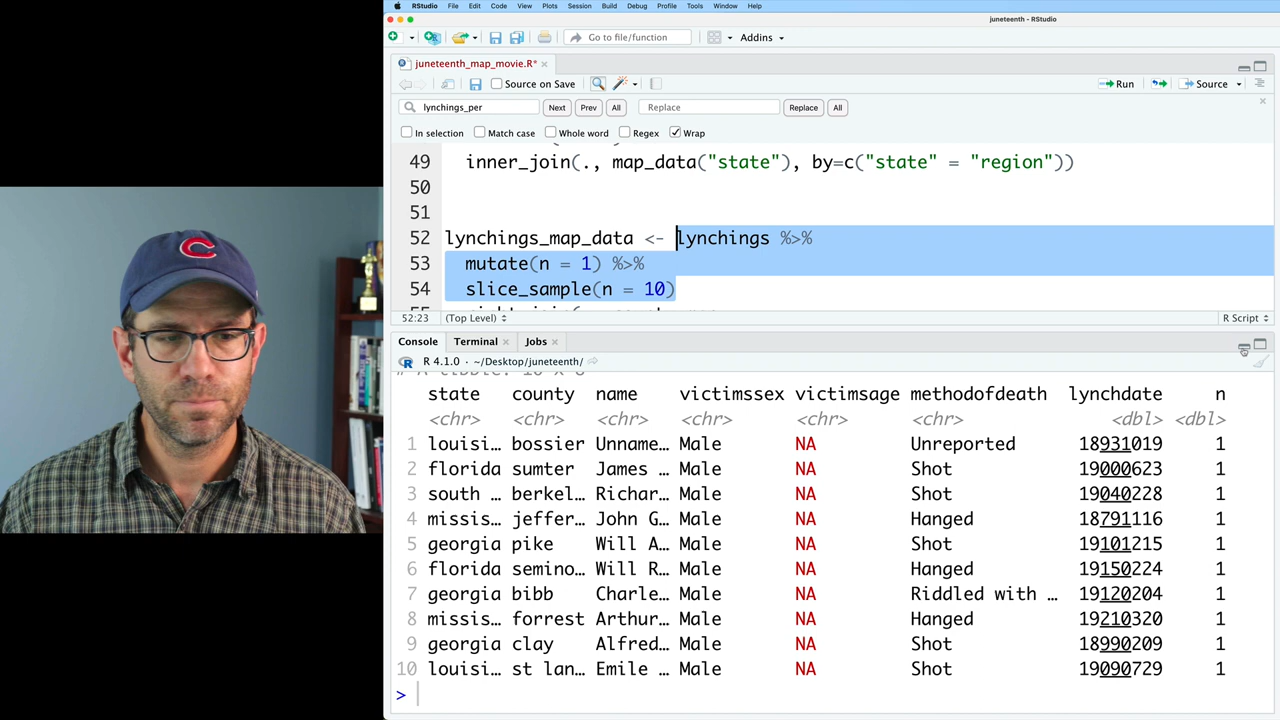 RStudio File Edit Code View Plots Session Build Debug Profile Tools Window Help
juneteenth - RStudio
Go to file/function Addins
juneteenth_map_movie.R*
Source on Save Run Source
lynchings_per Next Prev All Replace Replace All
In selection Match case Whole word Regex Wrap
49 inner_join(., map_data("state"), by=c("state" = "region"))
50
51
52 lynchings_map_data <- lynchings %>%
53 mutate(n = 1) %>%
54 slice_sample(n = 10)
52:23 (Top Level) R Script
Console Terminal Jobs
R 4.1.0 · ~/Desktop/juneteenth/
state county name victimssex victimsage methodofdeath lynchdate n
<chr> <chr> <chr> <chr> <chr> <chr> <dbl> <dbl>
1 louisi… bossier Unname… Male NA Unreported 18931019 1
2 florida sumter James … Male NA Shot 19000623 1
3 south … berkel… Richar… Male NA Shot 19040228 1
4 missis… jeffer… John G… Male NA Hanged 18791116 1
5 georgia pike Will A… Male NA Shot 19101215 1
6 florida semino… Will R… Male NA Hanged 19150224 1
7 georgia bibb Charle… Male NA Riddled with … 19120204 1
8 missis… forrest Arthur… Male NA Hanged 19210320 1
9 georgia clay Alfred… Male NA Shot 18990209 1
10 louisi… st lan… Emile … Male NA Shot 19090729 1
>
C